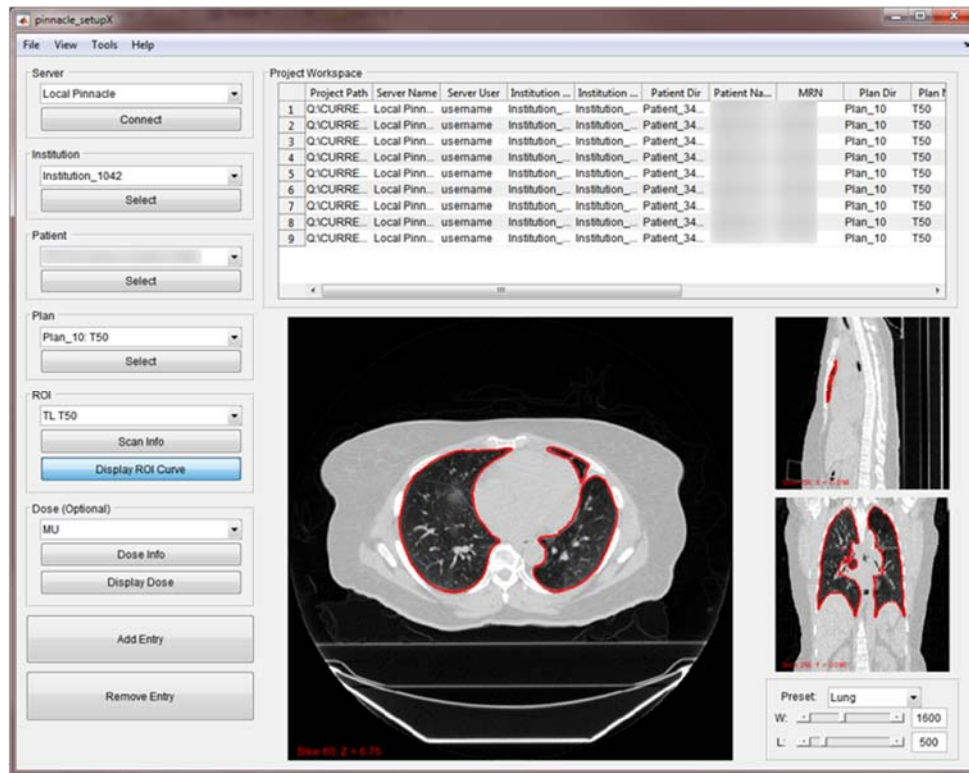 pinnacle_setupX
File View Tools Help
Server
Local Pinnacle
Connect
Institution
Institution_1042
Select
Patient
Select
Plan
Plan_10: T50
Select
ROI
TL T50
Scan Info
Display ROI Curve
Dose (Optional)
MU
Dose Info
Display Dose
Add Entry
Remove Entry
Project Workspace
Project Path Server Name Server User Institution ... Institution ... Patient Dir Patient Na... MRN Plan Dir Plan N
1 Q:\CURRE... Local Pinn... username Institution_... Institution_... Patient_34... Plan_10 T50
2 Q:\CURRE... Local Pinn... username Institution_... Institution_... Patient_34... Plan_10 T50
3 Q:\CURRE... Local Pinn... username Institution_... Institution_... Patient_34... Plan_10 T50
4 Q:\CURRE... Local Pinn... username Institution_... Institution_... Patient_34... Plan_10 T50
5 Q:\CURRE... Local Pinn... username Institution_... Institution_... Patient_34... Plan_10 T50
6 Q:\CURRE... Local Pinn... username Institution_... Institution_... Patient_34... Plan_10 T50
7 Q:\CURRE... Local Pinn... username Institution_... Institution_... Patient_34... Plan_10 T50
8 Q:\CURRE... Local Pinn... username Institution_... Institution_... Patient_34... Plan_10 T50
9 Q:\CURRE... Local Pinn... username Institution_... Institution_... Patient_34... Plan_10 T50
Slice 60: Z = 6.75
Preset: Lung
W: 1600
L: 500